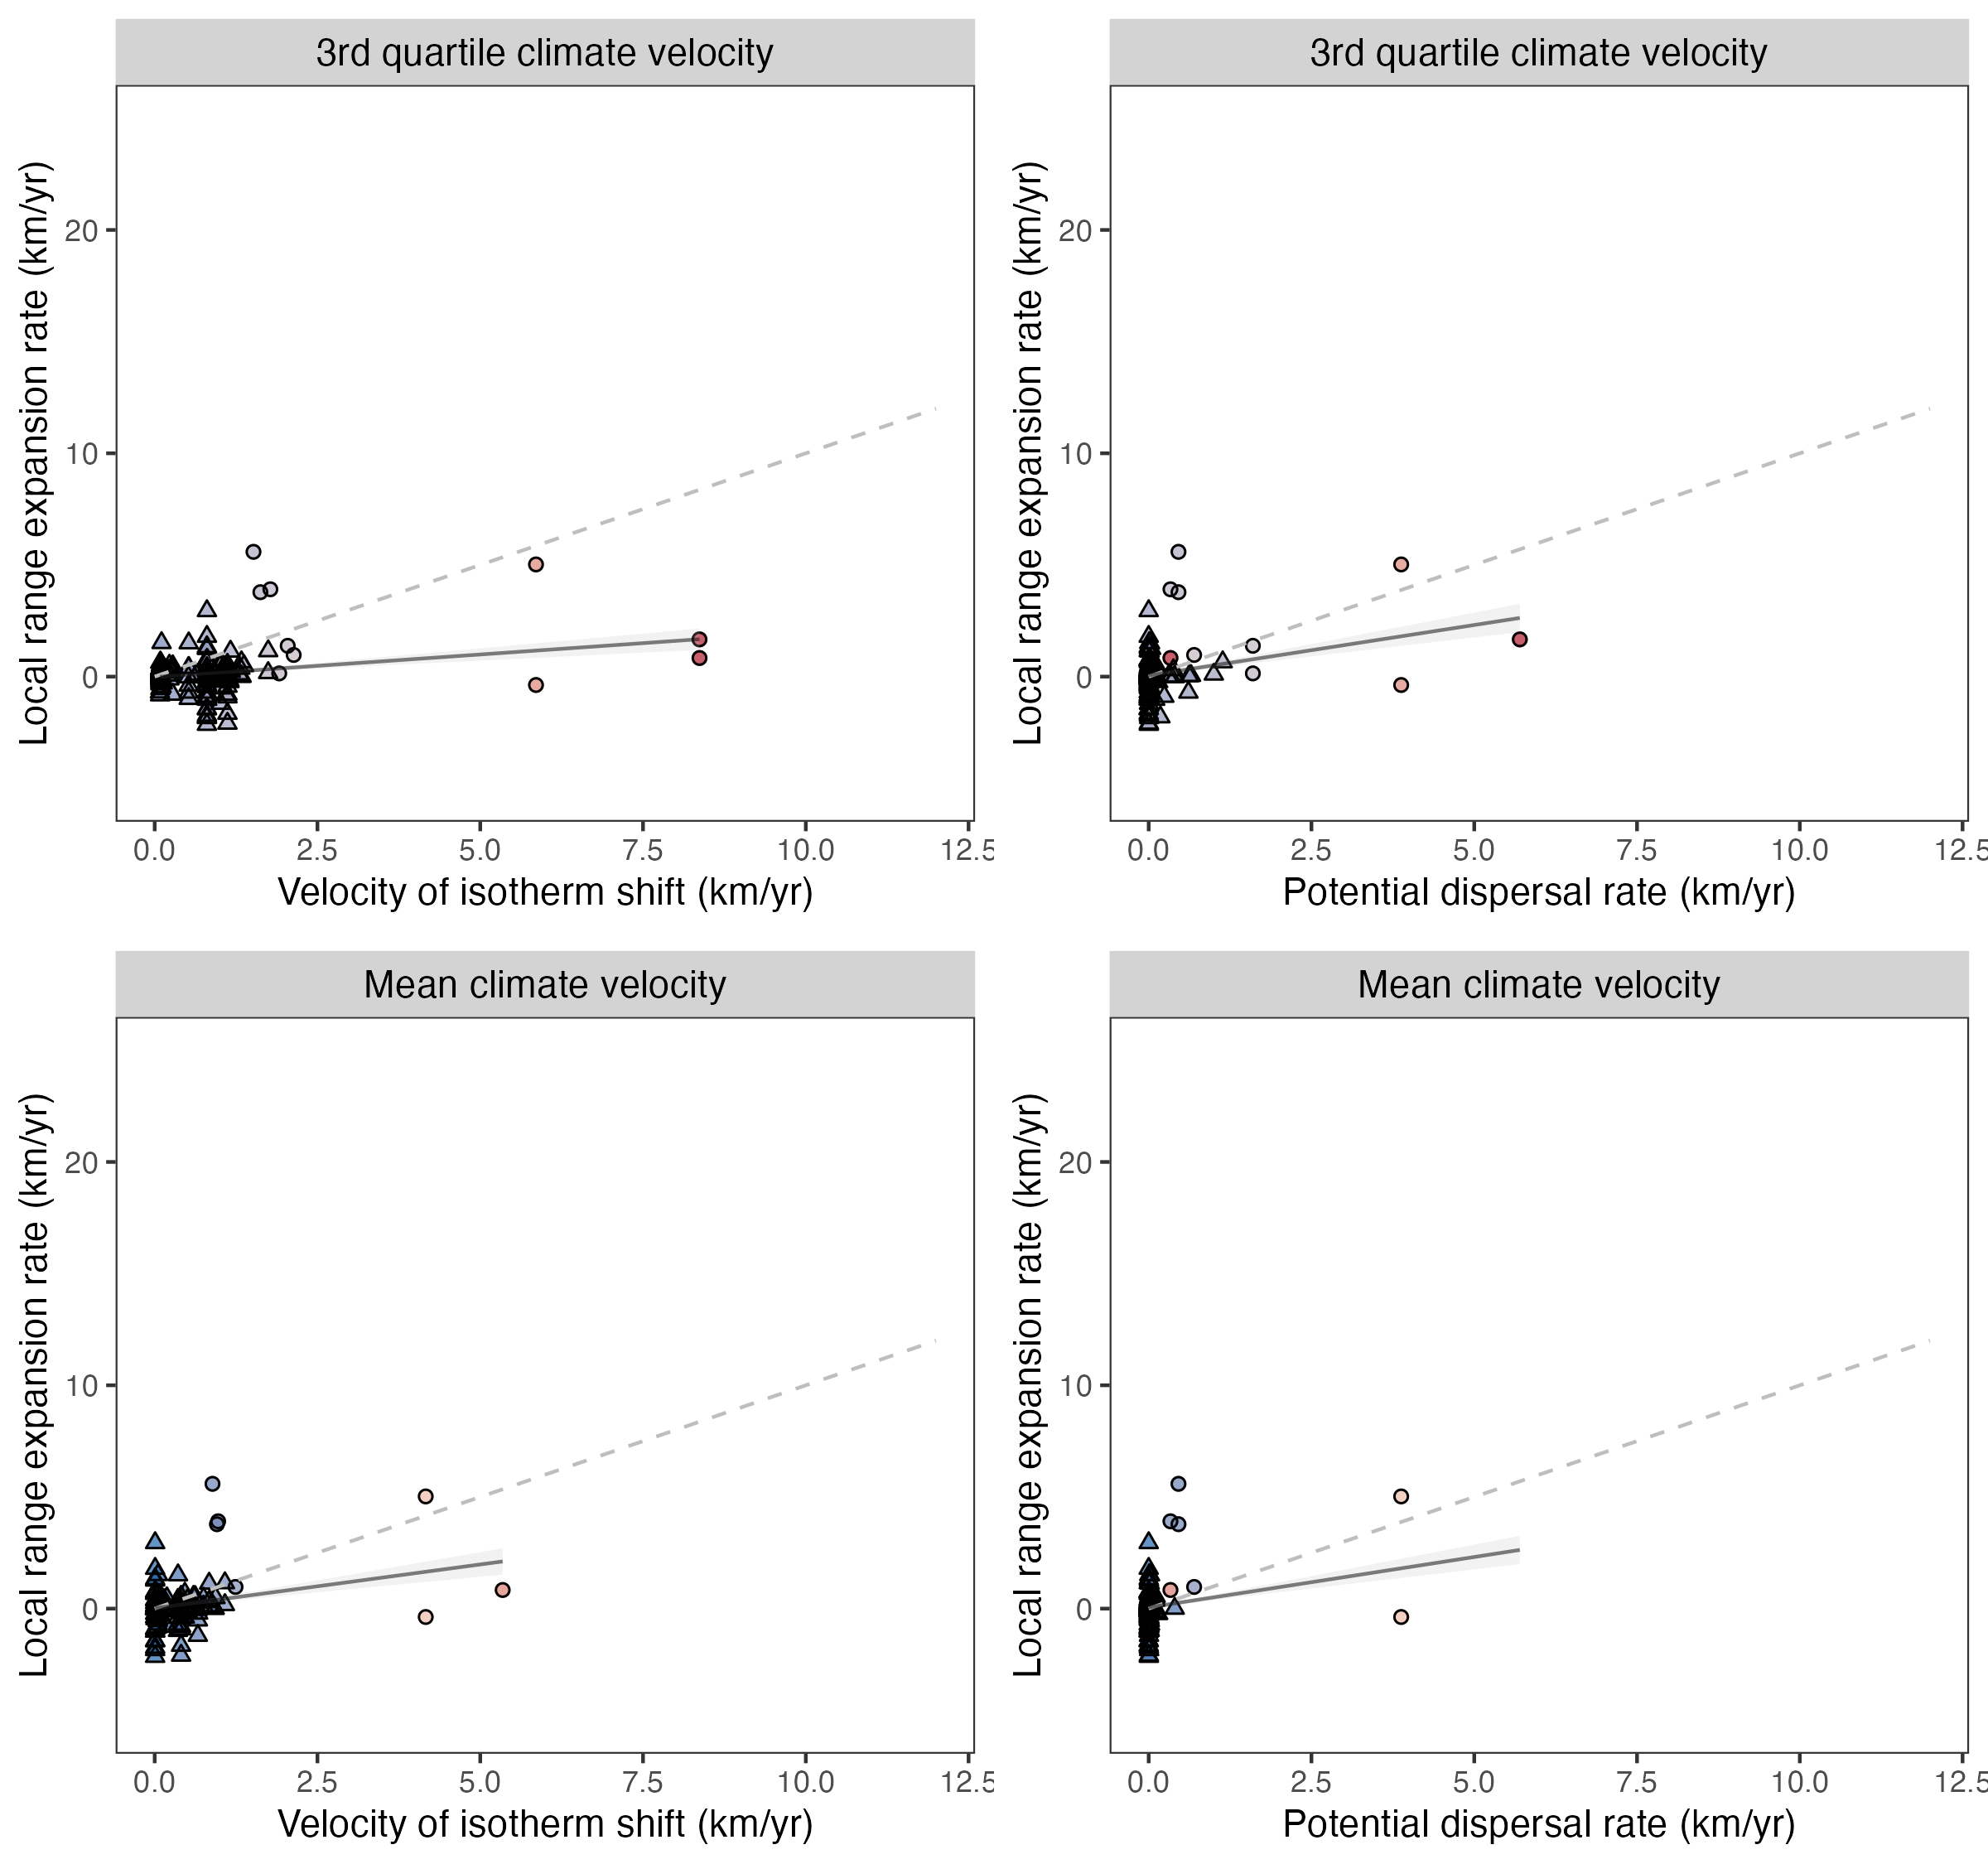 3rd quartile climate velocity
Local range expansion rate (km/yr)
20
10
0
0.0 2.5 5.0 7.5 10.0 12.5
Velocity of isotherm shift (km/yr)
3rd quartile climate velocity
Local range expansion rate (km/yr)
20
10
0
0.0 2.5 5.0 7.5 10.0 12.5
Potential dispersal rate (km/yr)
Mean climate velocity
Local range expansion rate (km/yr)
20
10
0
0.0 2.5 5.0 7.5 10.0 12.5
Velocity of isotherm shift (km/yr)
Mean climate velocity
Local range expansion rate (km/yr)
20
10
0
0.0 2.5 5.0 7.5 10.0 12.5
Potential dispersal rate (km/yr)